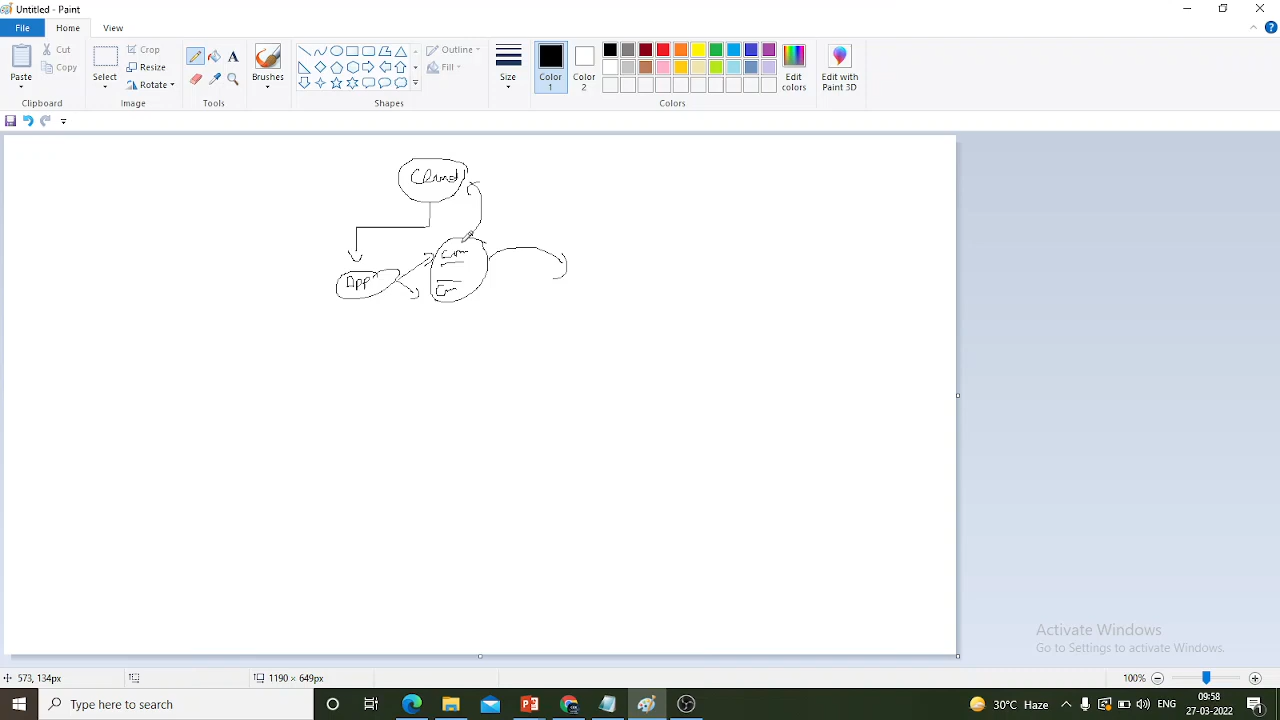 Untitled - Paint
File Home View
Paste
Cut
Copy
Clipboard
Select
Crop
Resize
Rotate
Image
A
Tools
Brushes
Outline
Fill
Shapes
Size
Color 1
Color 2
Edit colors
Colors
Edit with Paint 3D
App
Activate Windows
Go to Settings to activate Windows.
573, 134px
1190 × 649px
100%
Type here to search
30°C Haze
ENG
09:58
27-03-2022
1